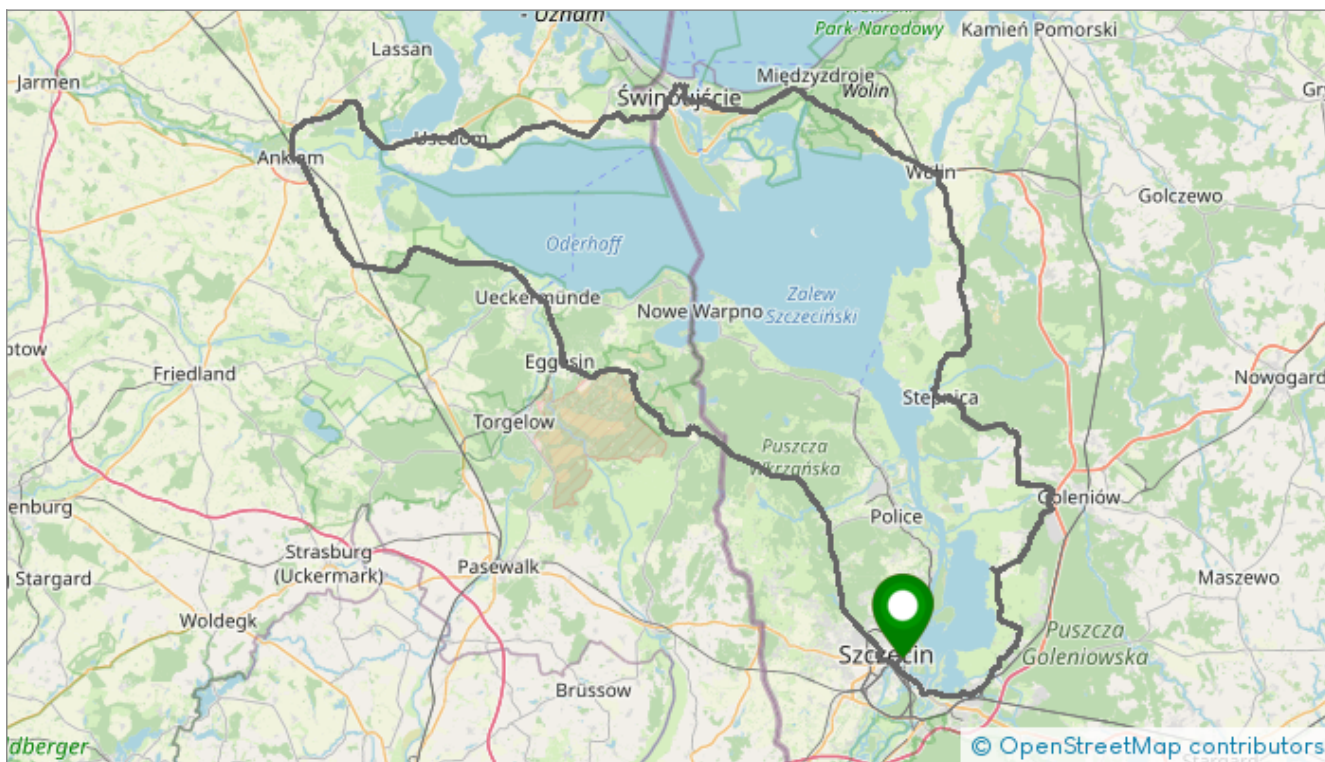 - Uznam
Park Narodowy
Kamień Pomorski
Lassan
Jarmen
Międzyzdroje
Wolin
Świnoujście
Usedom
Anklam
Wolin
Golczewo
Oderhoff
Ueckermünde
Nowe Warpno
Zalew
Szczeciński
Eggesin
Friedland
Nowogard
Stepnica
Torgelow
Puszcza
Wkrzańska
Goleniów
Police
Strasburg
(Uckermark)
Pasewalk
Stargard
Maszewo
Woldegk
Puszcza
Goleniowska
Szczecin
Brüssow
© OpenStreetMap contributors